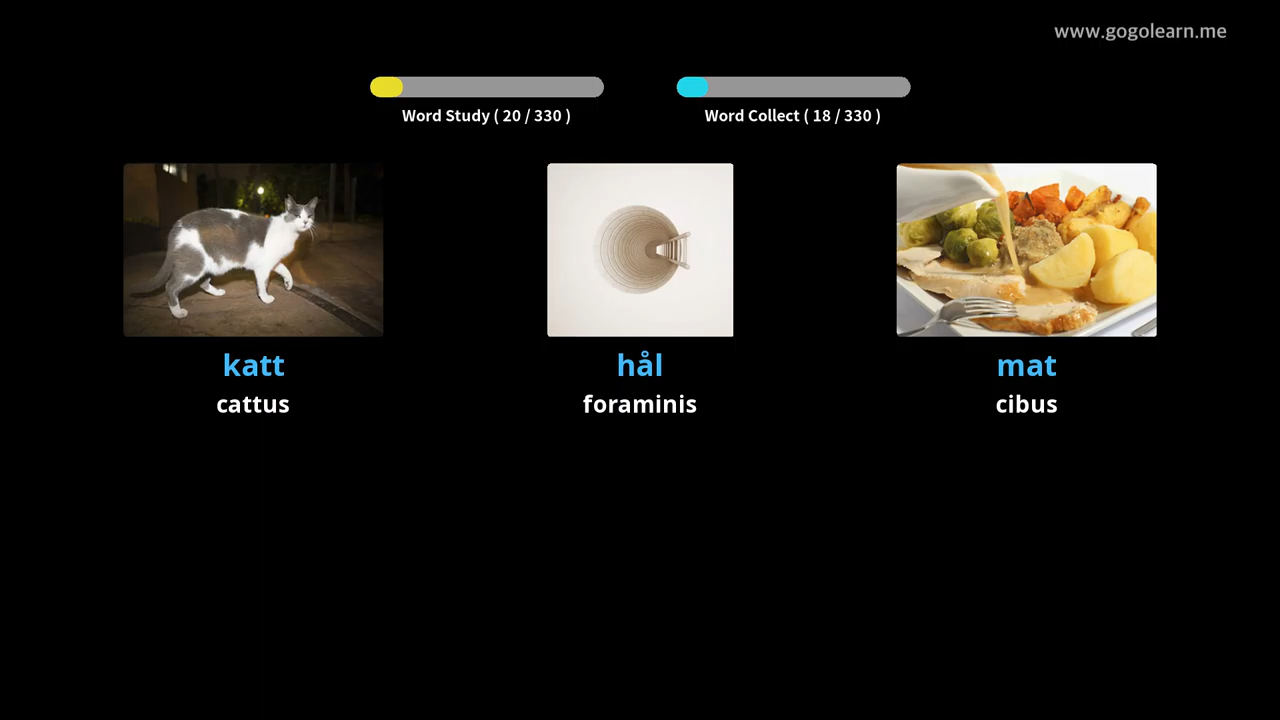 www.gogolearn.me
Word Study ( 20 / 330 )
Word Collect ( 18 / 330 )
katt
cattus
hål
foraminis
mat
cibus